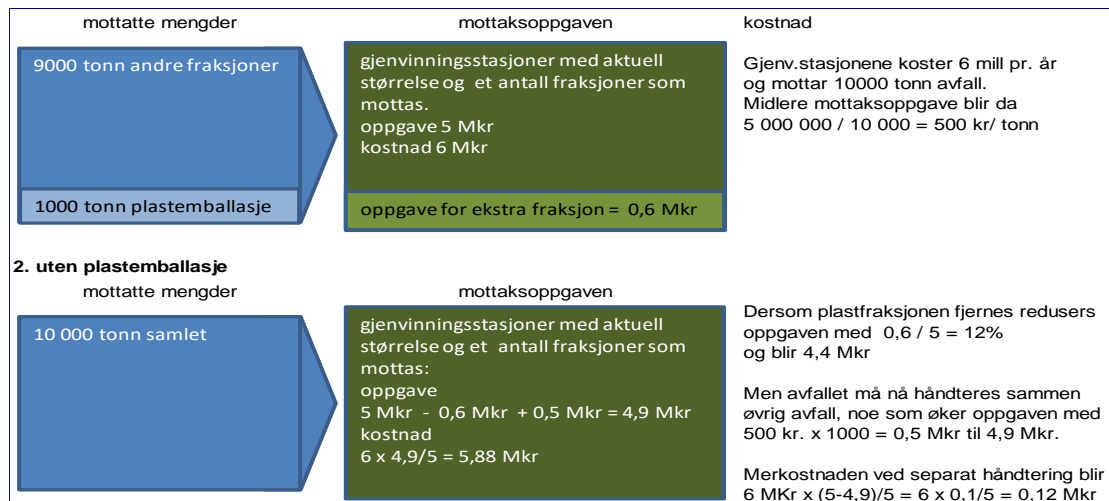 mottatte mengder
mottaksoppgaven
kostnad
9000 tonn andre fraksjoner
1000 tonn plastemballasje
gjenvinningsstasjoner med aktuell
størrelse og et antall fraksjoner som
mottas.
oppgave 5 Mkr
kostnad 6 Mkr
oppgave for ekstra fraksjon = 0,6 Mkr
Gjenv.stasjonene koster 6 mill pr. år
og mottar 10000 tonn avfall.
Midlere mottaksoppgave blir da
5 000 000 / 10 000 = 500 kr/ tonn
2. uten plastemballasje
mottatte mengder
mottaksoppgaven
10 000 tonn samlet
gjenvinningsstasjoner med aktuell
størrelse og et antall fraksjoner som
mottas:
oppgave
5 Mkr - 0,6 Mkr + 0,5 Mkr = 4,9 Mkr
kostnad
6 x 4,9/5 = 5,88 Mkr
Dersom plastfraksjonen fjernes redusers
oppgaven med 0,6 / 5 = 12%
og blir 4,4 Mkr
Men avfallet må nå håndteres sammen
øvrig avfall, noe som øker oppgaven med
500 kr. x 1000 = 0,5 Mkr til 4,9 Mkr.
Merkostnaden ved separat håndtering blir
6 MKr x (5-4,9)/5 = 6 x 0,1/5 = 0,12 Mkr